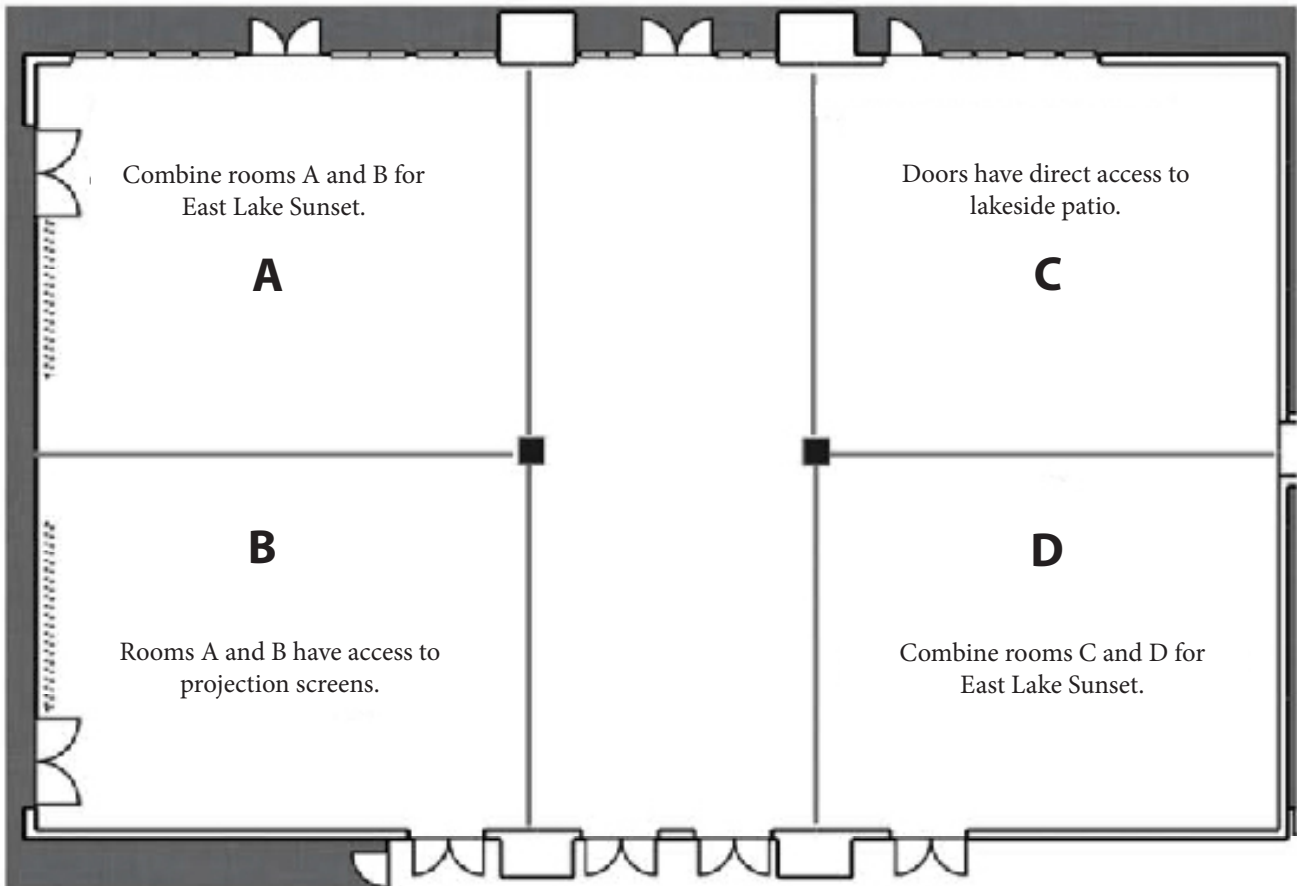 Combine rooms A and B for
East Lake Sunset.
A
Doors have direct access to
lakeside patio.
C
B
Rooms A and B have access to
projection screens.
D
Combine rooms C and D for
East Lake Sunset.